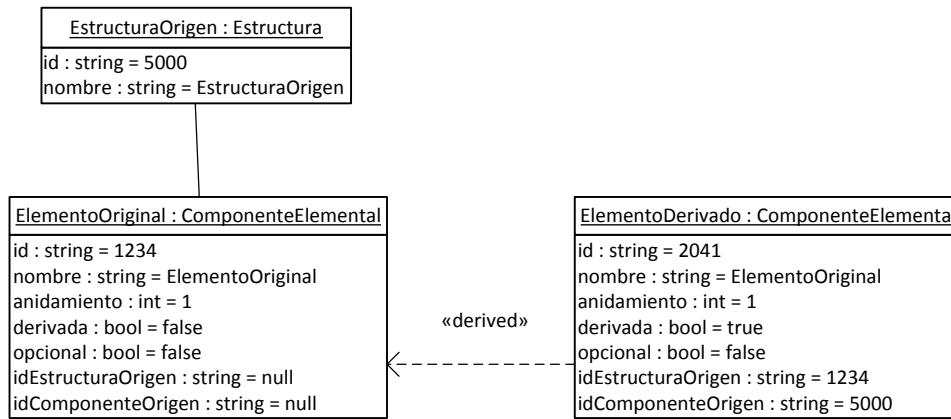 EstructuraOrigen : Estructura
id : string = 5000
nombre : string = EstructuraOrigen
ElementoOriginal : ComponenteElemental
id : string = 1234
nombre : string = ElementoOriginal
anidamiento : int = 1
derivada : bool = false
opcional : bool = false
idEstructuraOrigen : string = null
idComponenteOrigen : string = null
«derived»
ElementoDerivado : ComponenteElementa
id : string = 2041
nombre : string = ElementoOriginal
anidamiento : int = 1
derivada : bool = true
opcional : bool = false
idEstructuraOrigen : string = 1234
idComponenteOrigen : string = 5000